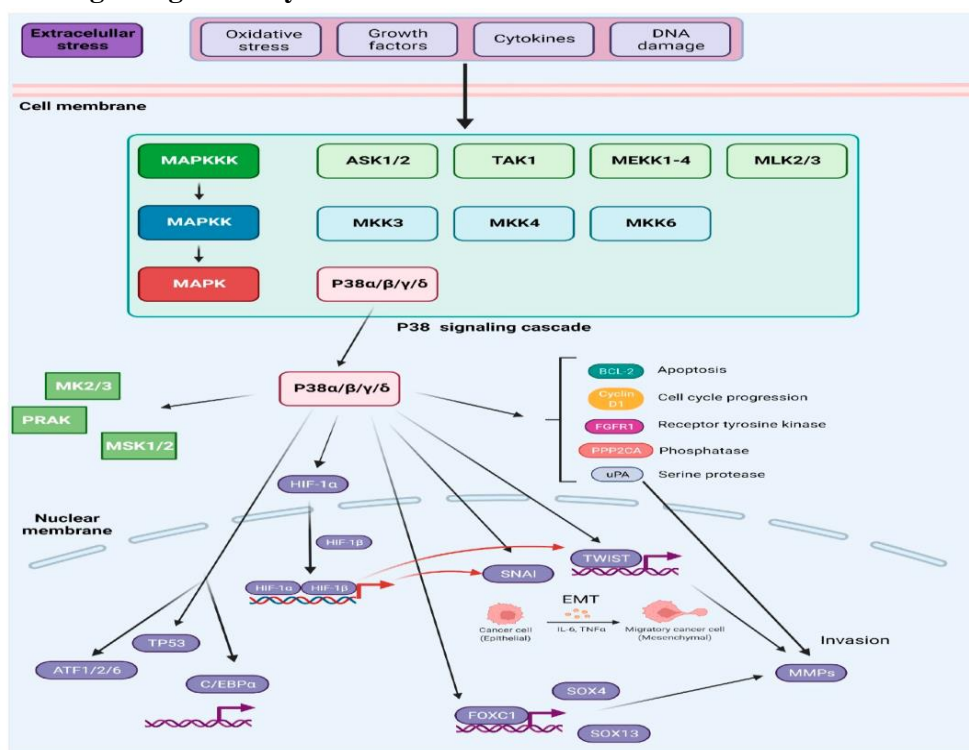 Extracelullar
stress
Oxidative
stress
Growth
factors
Cytokines
DNA
damage
Cell membrane
MAPKKK
ASK1/2
TAK1
MEKK1-4
MLK2/3
MAPKK
MKK3
MKK4
MKK6
MAPK
P38α/β/γ/δ
P38 signaling cascade
P38α/β/γ/δ
MK2/3
PRAK
MSK1/2
BCL-2
Apoptosis
Cyclin
D1
Cell cycle progression
FGFR1
Receptor tyrosine kinase
PPP2CA
Phosphatase
uPA
Serine protease
HIF-1α
Nuclear
membrane
HIF-1β
HIF-1α
HIF-1β
SNAI
TWIST
EMT
Cancer cell
(Epithelial)
IL-6, TNFα
Migratory cancer cell
(Mesenchymal)
Invasion
TP53
ATF1/2/6
C/EBPα
MMPs
SOX4
FOXC1
SOX13